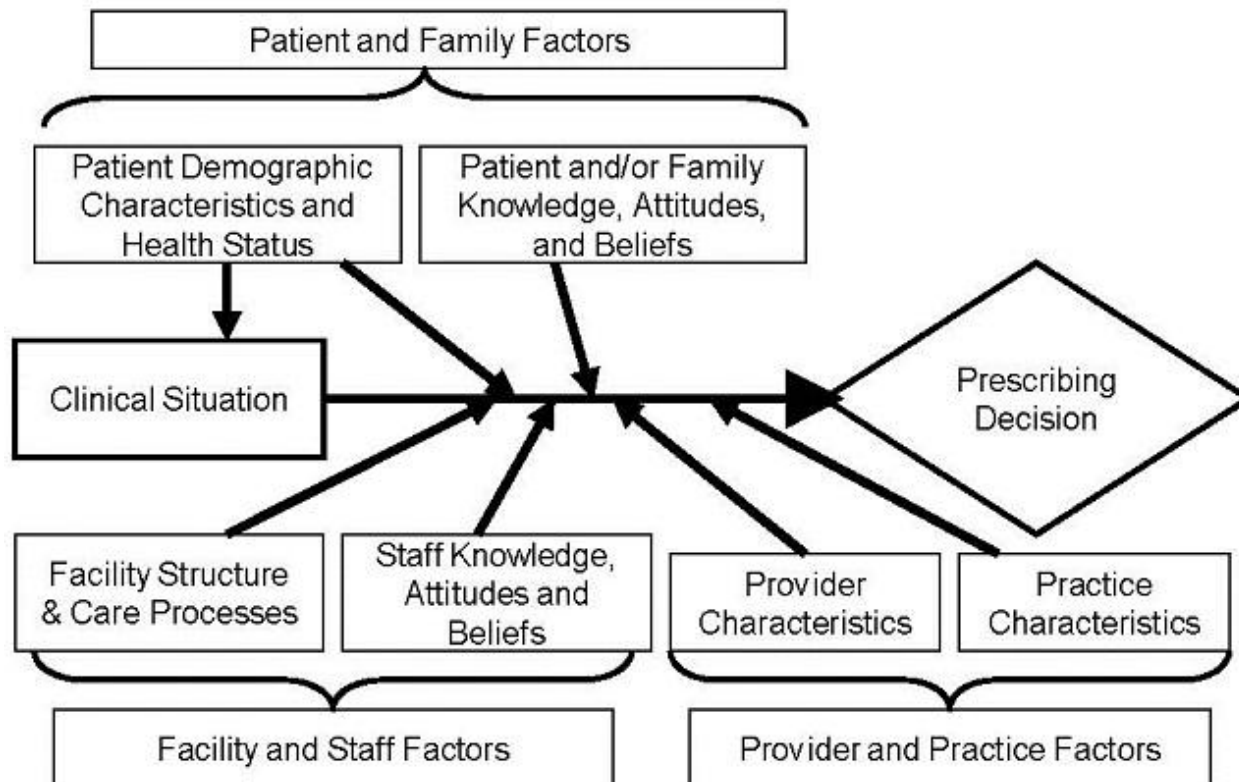 Patient and Family Factors
Patient Demographic
Characteristics and
Health Status
Patient and/or Family
Knowledge, Attitudes,
and Beliefs
Clinical Situation
Prescribing
Decision
Facility Structure
& Care Processes
Staff Knowledge,
Attitudes and
Beliefs
Provider
Characteristics
Practice
Characteristics
Facility and Staff Factors
Provider and Practice Factors